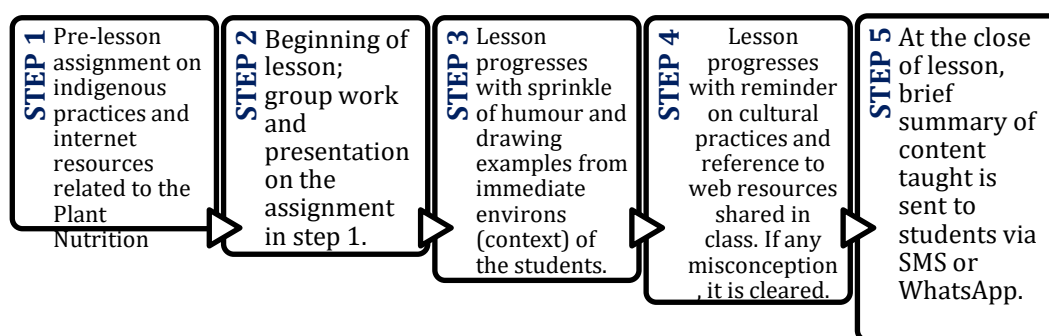 STEP 1
Pre-lesson
assignment on
indigenous
practices and
internet
resources
related to the
Plant
Nutrition
STEP 2
Beginning of
lesson;
group work
and
presentation
on the
assignment
in step 1.
STEP 3
Lesson
progresses
with sprinkle
of humour and
drawing
examples from
immediate
environs
(context) of
the students.
STEP 4
Lesson
progresses
with reminder
on cultural
practices and
reference to
web resources
shared in
class. If any
misconception
, it is cleared.
STEP 5
At the close
of lesson,
brief
summary of
content
taught is
sent to
students via
SMS or
WhatsApp.